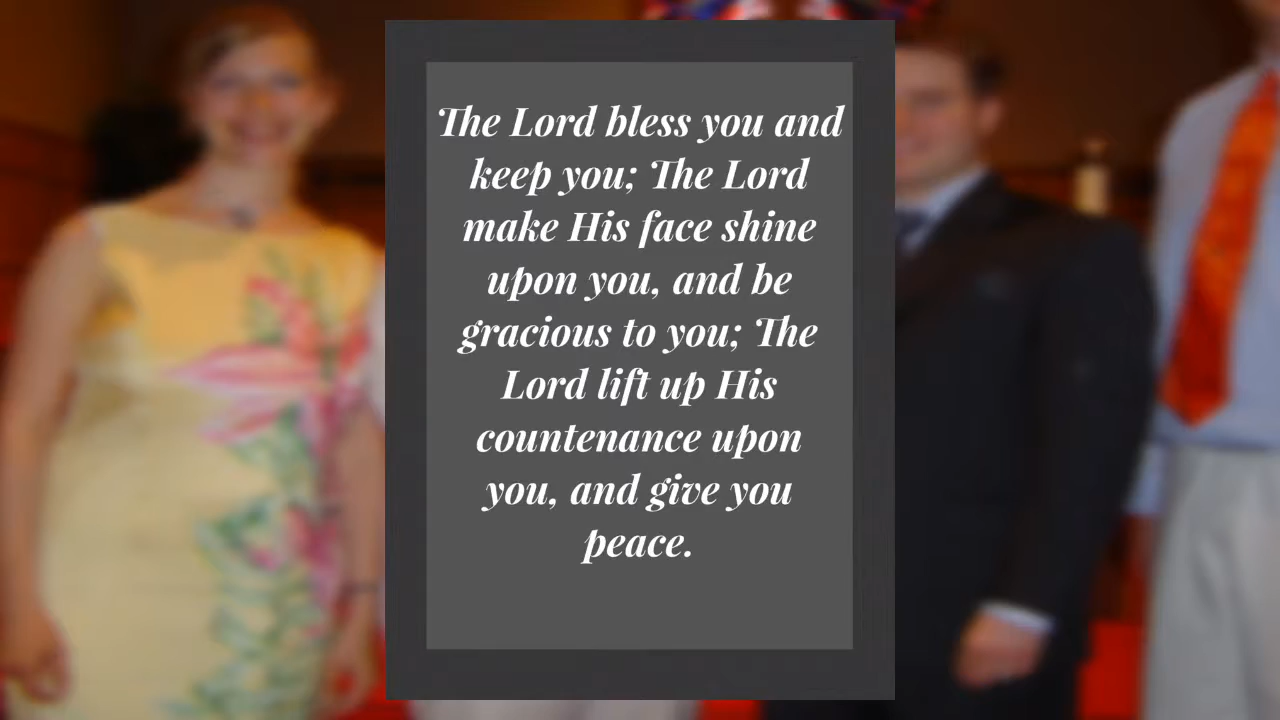 The Lord bless you and
keep you; The Lord
make His face shine
upon you, and be
gracious to you; The
Lord lift up His
countenance upon
you, and give you
peace.